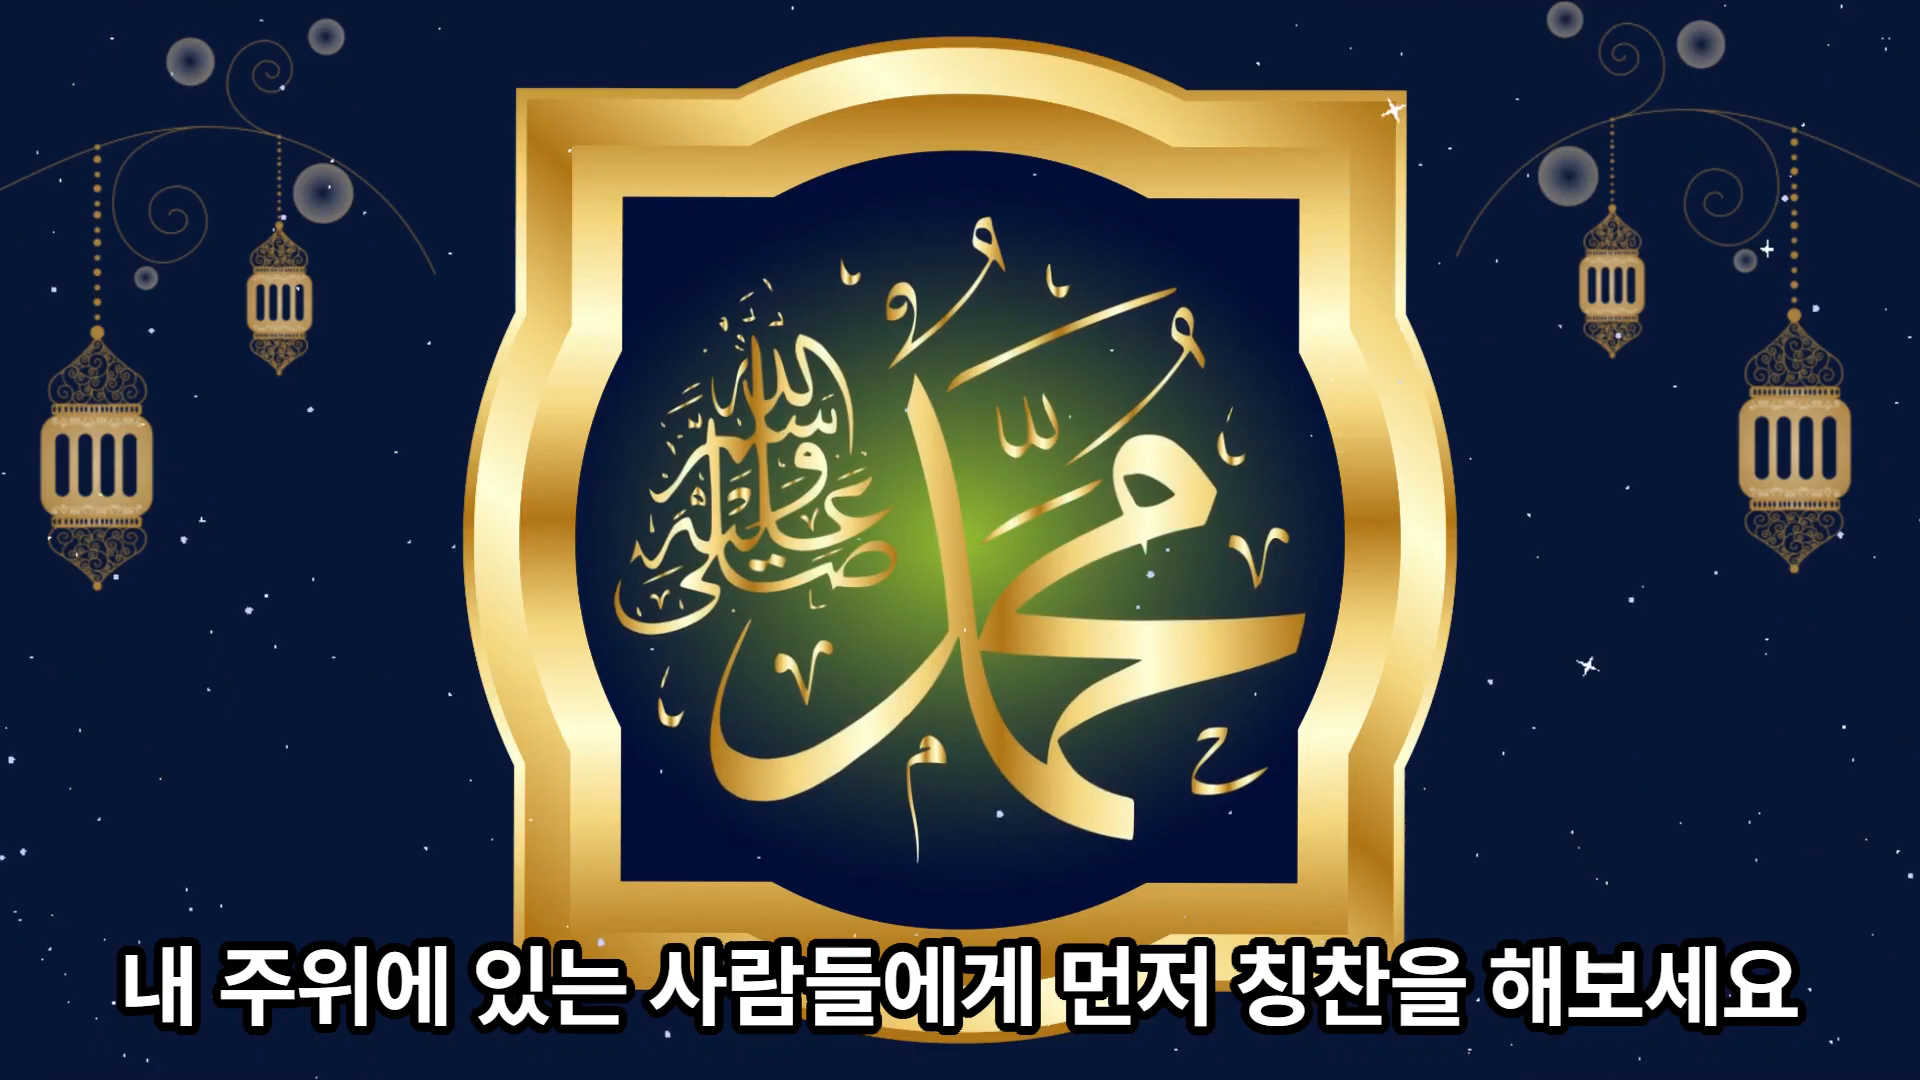 محمد
صلى الله عليه وسلم
내 주위에 있는 사람들에게 먼저 칭찬을 해보세요